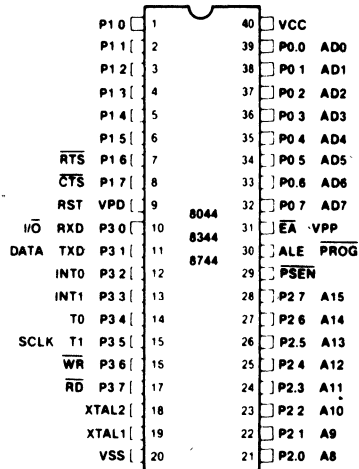 P1 0 1 40 VCC
P1 1 2 39 P0.0 AD0
P1 2 3 38 P0 1 AD1
P1 3 4 37 P0 2 AD2
P1 4 5 36 P0 3 AD3
P1 5 6 35 P0 4 AD4
RTS P1 6 7 34 P0 5 AD5
CTS P1 7 8 33 P0.6 AD6
RST VPD 9 8044 32 P0 7 AD7
I/O RXD P3 0 10 8344 31 EA VPP
DATA TXD P3 1 11 8744 30 ALE PROG
INT0 P3 2 12 29 PSEN
INT1 P3 3 13 28 P2 7 A15
T0 P3 4 14 27 P2 6 A14
SCLK T1 P3 5 15 26 P2.5 A13
WR P3 6 16 25 P2 4 A12
RD P3 7 17 24 P2.3 A11
XTAL2 18 23 P2 2 A10
XTAL1 19 22 P2 1 A9
VSS 20 21 P2.0 A8